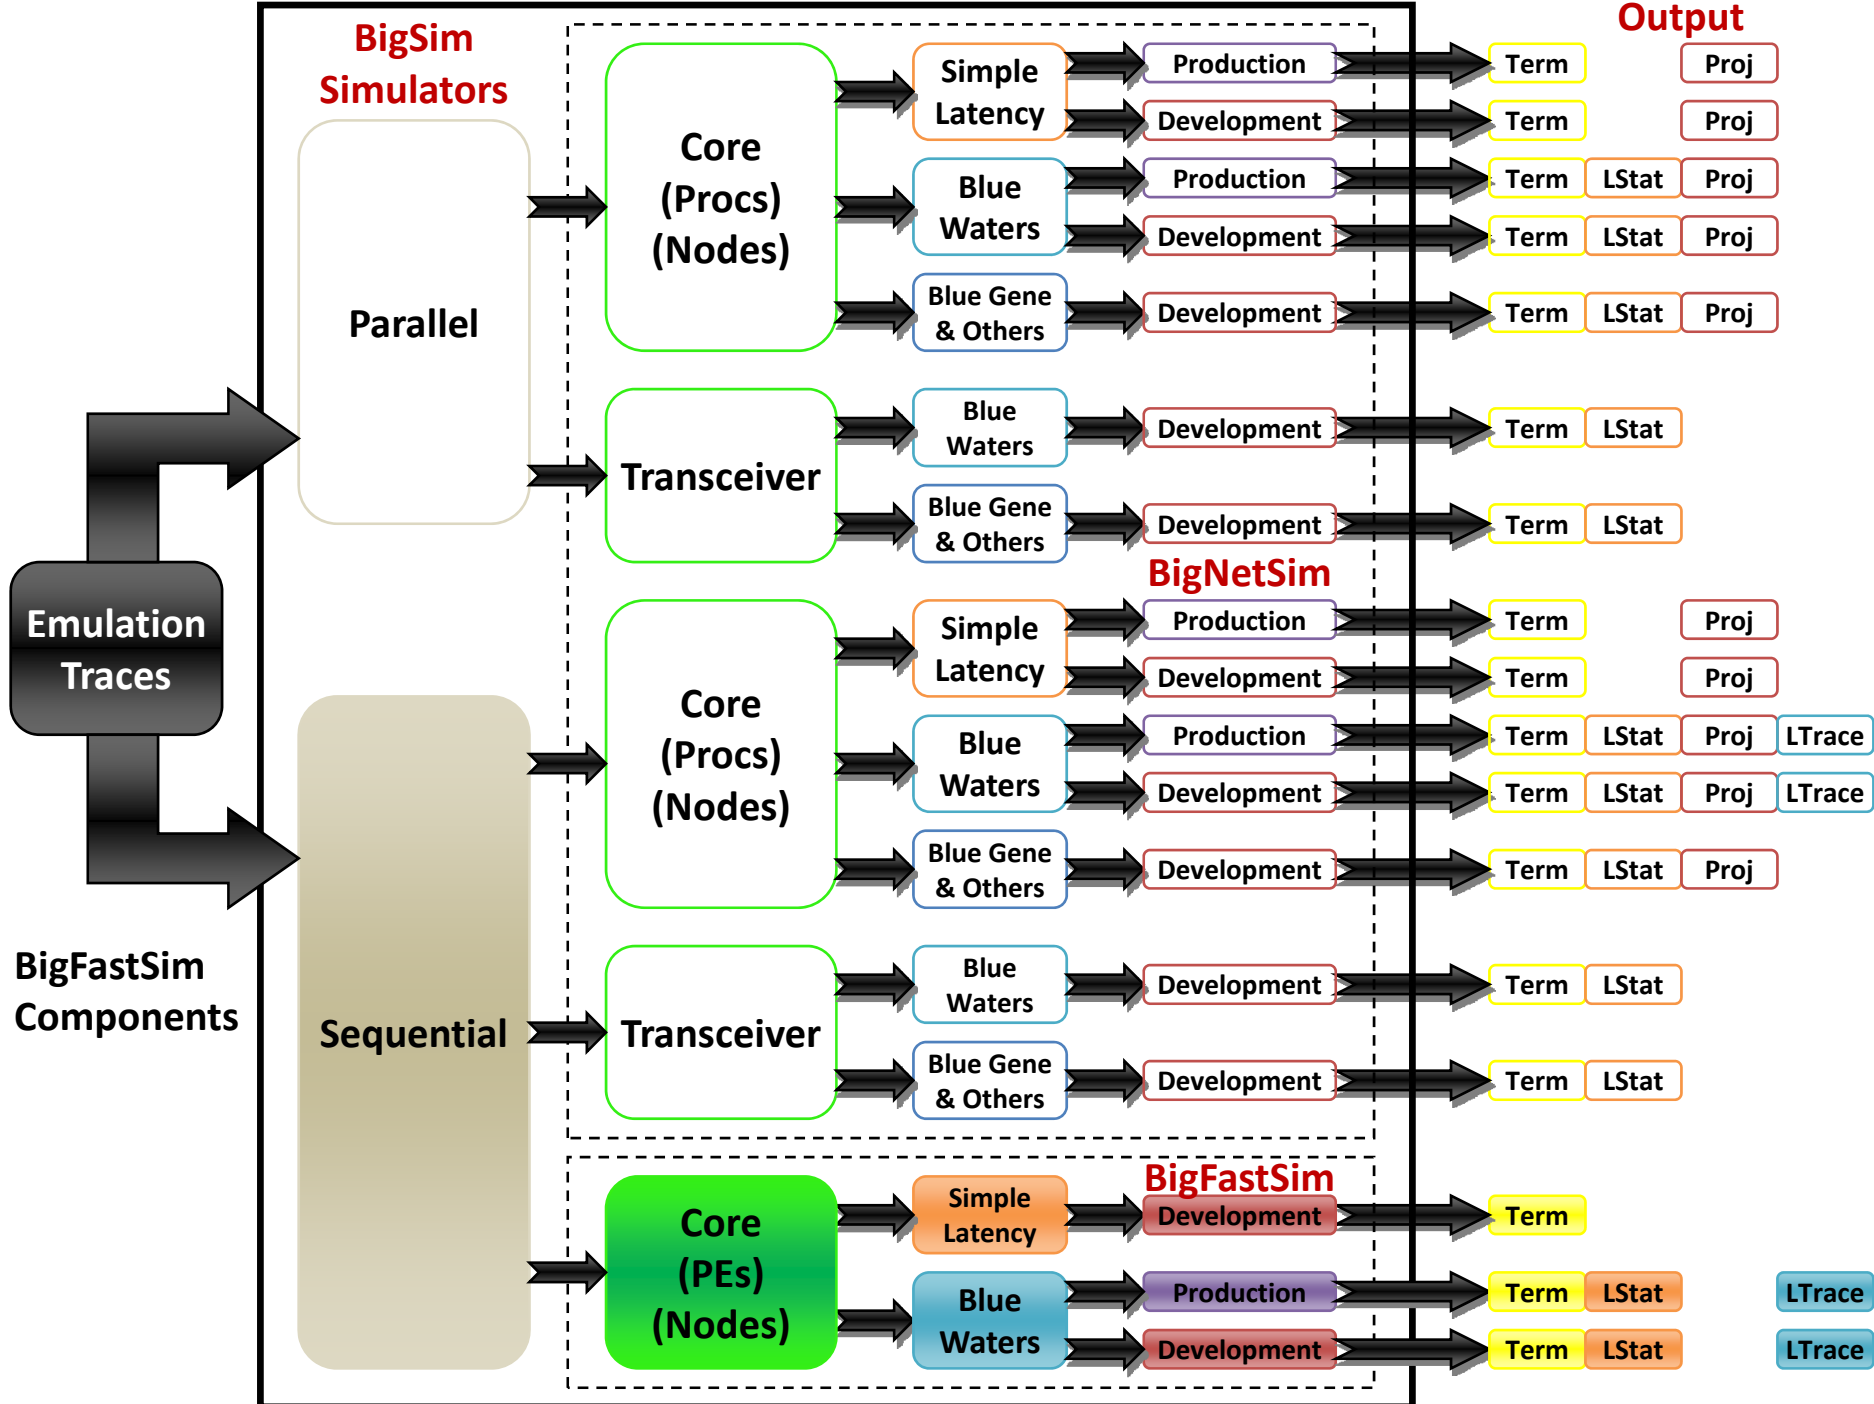 Output
BigSim
Simulators
Parallel
Core
(Procs)
(Nodes)
Simple
Latency
Production
Term
Proj
Development
Term
Proj
Blue
Waters
Production
Term
LStat
Proj
Development
Term
LStat
Proj
Blue Gene
& Others
Development
Term
LStat
Proj
Transceiver
Blue
Waters
Development
Term
LStat
Blue Gene
& Others
Development
Term
LStat
BigNetSim
Emulation
Traces
BigFastSim
Components
Sequential
Core
(Procs)
(Nodes)
Simple
Latency
Production
Term
Proj
Development
Term
Proj
Blue
Waters
Production
Term
LStat
Proj
LTrace
Development
Term
LStat
Proj
LTrace
Blue Gene
& Others
Development
Term
LStat
Proj
Transceiver
Blue
Waters
Development
Term
LStat
Blue Gene
& Others
Development
Term
LStat
BigFastSim
Core
(PEs)
(Nodes)
Simple
Latency
Development
Term
Blue
Waters
Production
Term
LStat
LTrace
Development
Term
LStat
LTrace